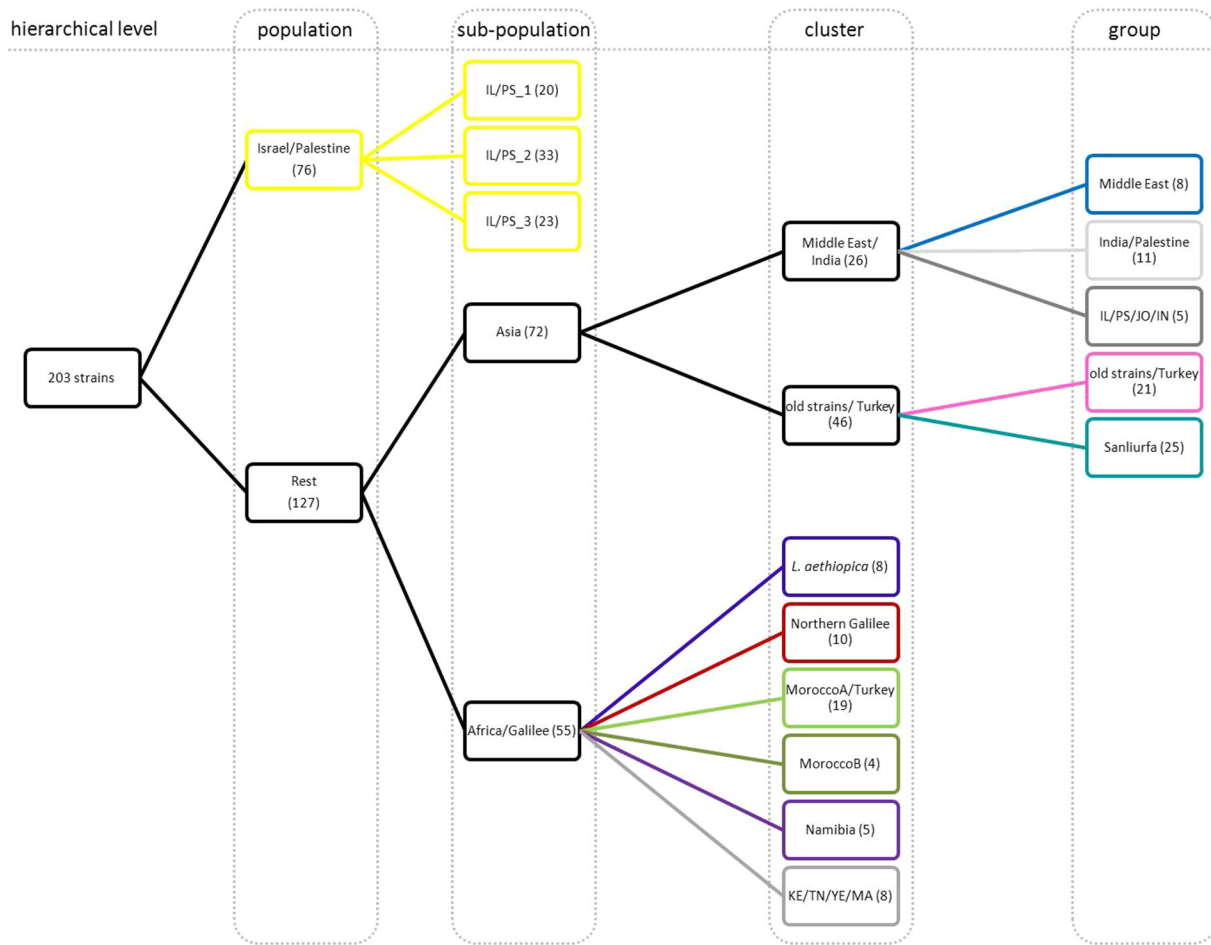 hierarchical level
population
sub-population
cluster
group
203 strains
Israel/Palestine
(76)
Rest
(127)
IL/PS_1 (20)
IL/PS_2 (33)
IL/PS_3 (23)
Asia (72)
Africa/Galilee (55)
Middle East/
India (26)
old strains/ Turkey
(46)
L. aethiopica (8)
Northern Galilee
(10)
MoroccoA/Turkey
(19)
MoroccoB (4)
Namibia (5)
KE/TN/YE/MA (8)
Middle East (8)
India/Palestine
(11)
IL/PS/JO/IN (5)
old strains/Turkey
(21)
Sanliurfa (25)